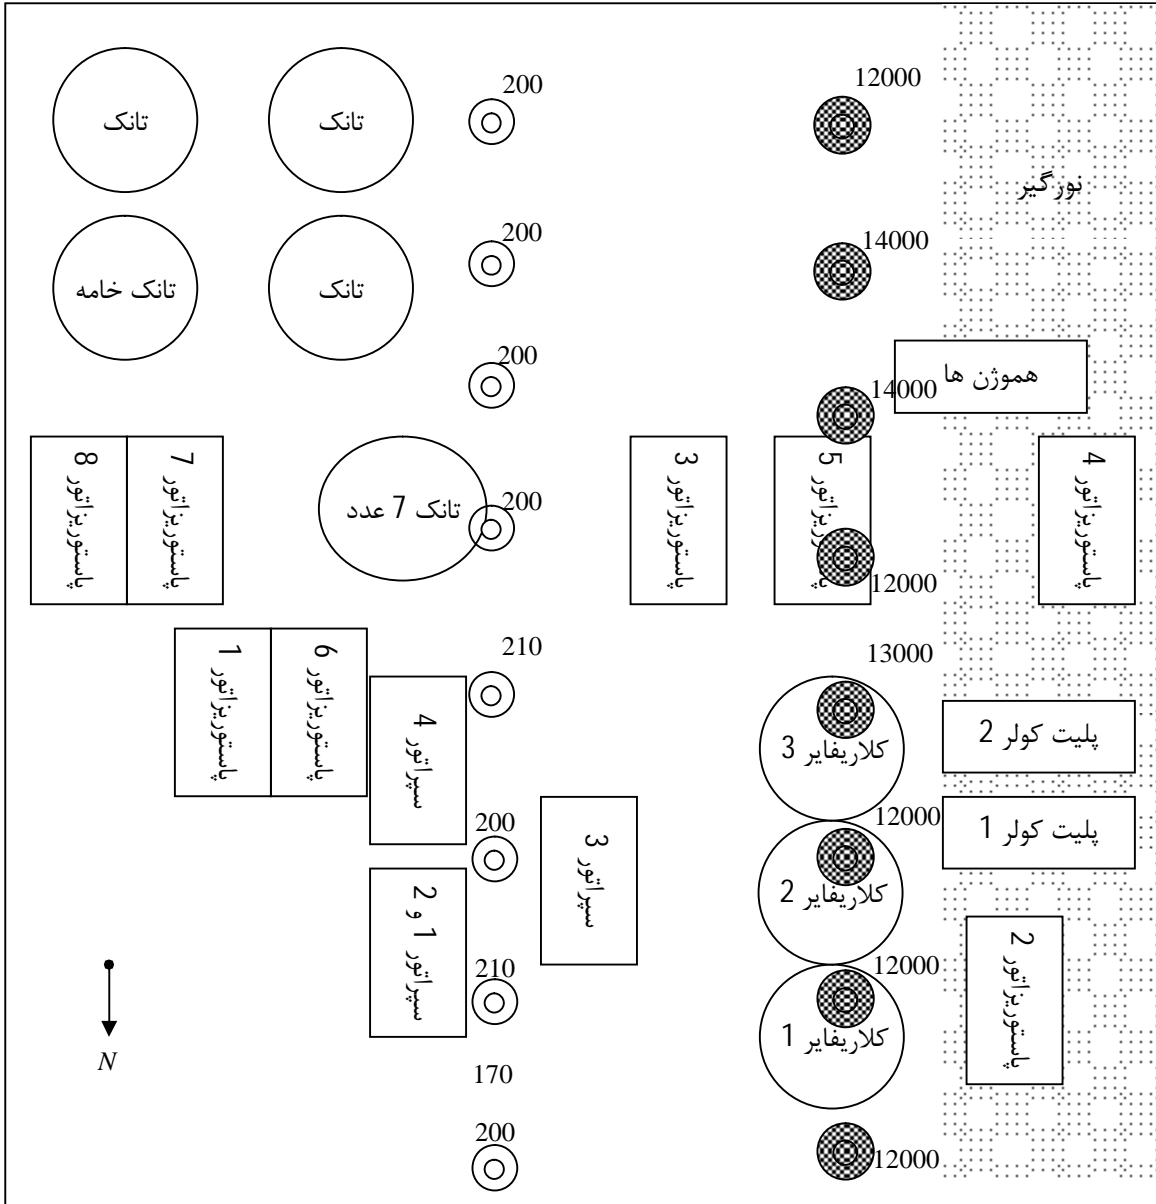 200
12000
تانک
تانک
نورگیر
200
14000
تانک خامه
تانک
200
14000
هموژن ها
پاستوریزاتور 8
پاستوریزاتور 7
تانک 7 عدد
200
پاستوریزاتور 3
پاستوریزاتور 5
12000
پاستوریزاتور 4
210
13000
پاستوریزاتور 1
پاستوریزاتور 6
سپراتور 4
کلاریفایر 3
پلیت کولر 2
200
12000
سپراتور 3
پلیت کولر 1
سپراتور 1 و 2
کلاریفایر 2
210
12000
پاستوریزاتور 2
کلاریفایر 1
N
170
200
12000